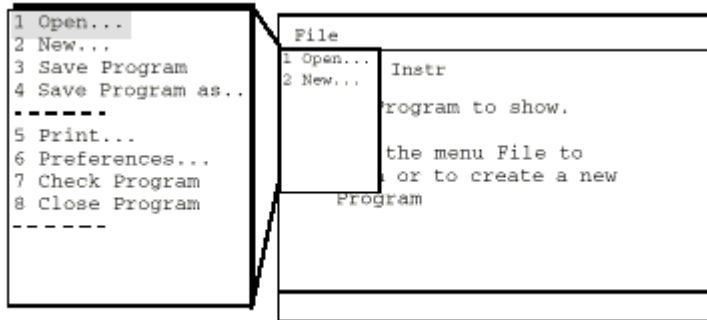 1 Open...
2 New...
3 Save Program
4 Save Program as..
5 Print...
6 Preferences...
7 Check Program
8 Close Program
File
1 Open...
2 New...
Instr
rogram to show.
the menu File to
or to create a new
Program